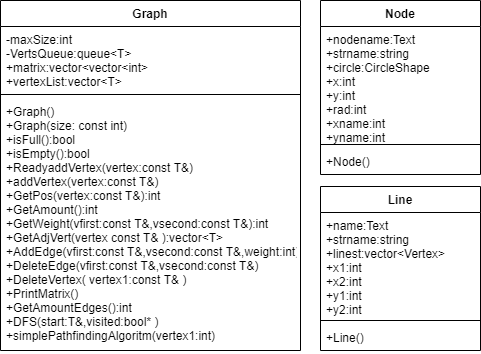 Graph
-maxSize:int
-VertsQueue:queue<T>
+matrix:vector<vector<int>
+vertexList:vector<T>
+Graph()
+Graph(size: const int)
+isFull():bool
+isEmpty():bool
+ReadyaddVertex(vertex:const T&)
+addVertex(vertex:const T&)
+GetPos(vertex:const T&):int
+GetAmount():int
+GetWeight(vfirst:const T&,vsecond:const T&):int
+GetAdjVert(vertex const T& ):vector<T>
+AddEdge(vfirst:const T&,vsecond:const T&,weight:int)
+DeleteEdge(vfirst:const T&,vsecond:const T&)
+DeleteVertex( vertex1:const T& )
+PrintMatrix()
+GetAmountEdges():int
+DFS(start:T&,visited:bool* )
+simplePathfindingAlgoritm(vertex1:int)
Node
+nodename:Text
+strname:string
+circle:CircleShape
+x:int
+y:int
+rad:int
+xname:int
+yname:int
+Node()
Line
+name:Text
+strname:string
+linest:vector<Vertex>
+x1:int
+x2:int
+y1:int
+y2:int
+Line()